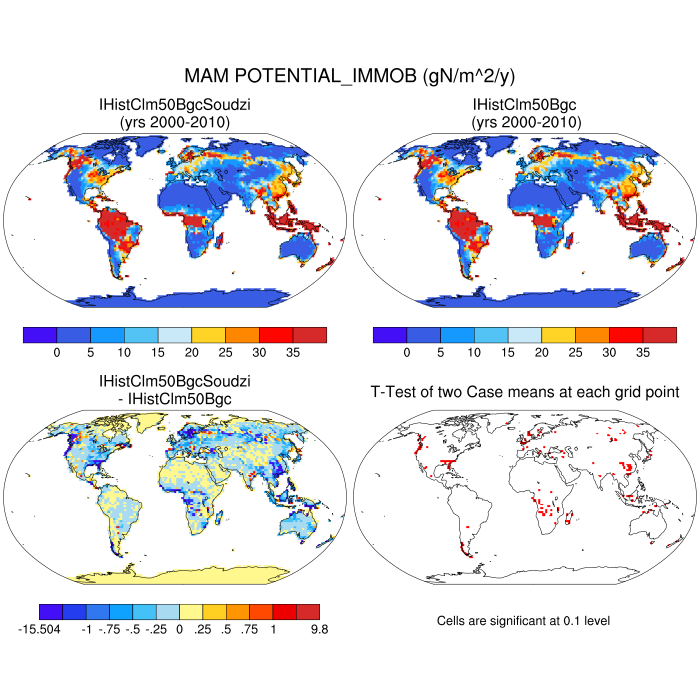 MAM POTENTIAL_IMMOB (gN/m^2/y)
IHistClm50BgcSoudzi
(yrs 2000-2010)
IHistClm50Bgc
(yrs 2000-2010)
0 5 10 15 20 25 30 35
0 5 10 15 20 25 30 35
IHistClm50BgcSoudzi
- IHistClm50Bgc
T-Test of two Case means at each grid point
-15.504 -1 -.75 -.5 -.25 0 .25 .5 .75 1 9.8
Cells are significant at 0.1 level